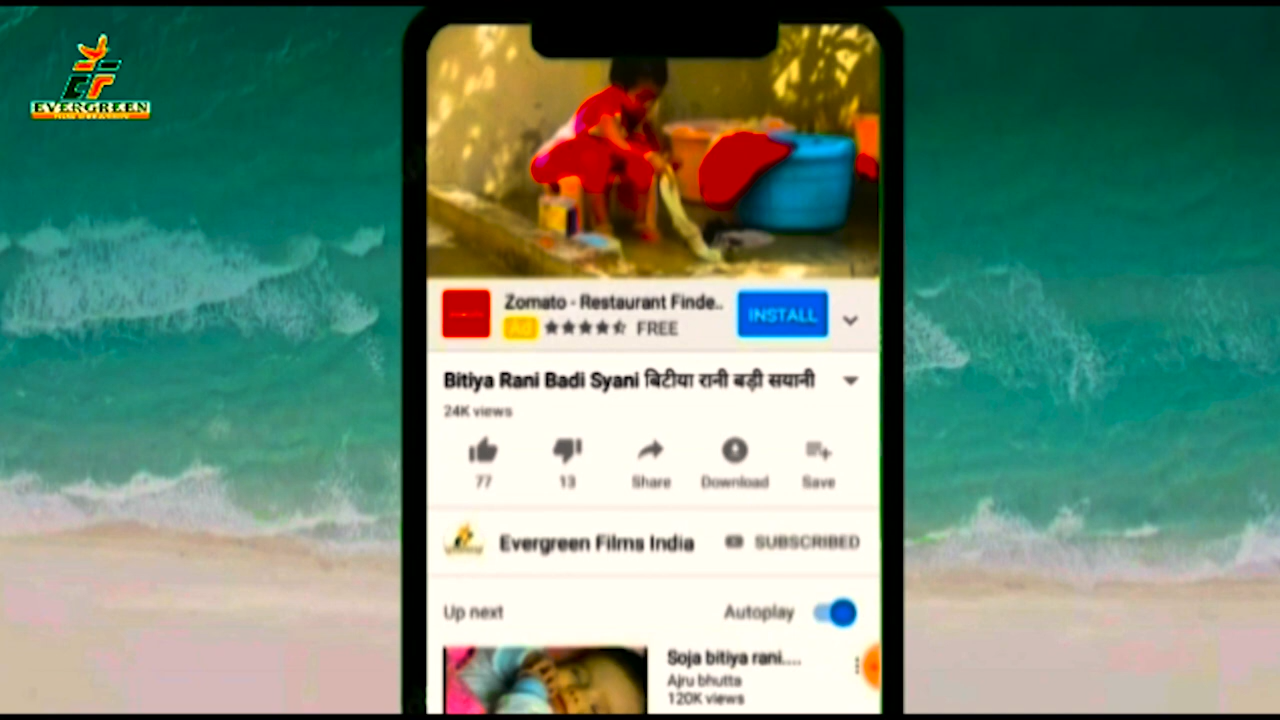 EVERGREEN
Zomato - Restaurant Finde..
INSTALL
Ad
FREE
Bitiya Rani Badi Syani बिटीया रानी बड़ी सयानी
24K views
77
13
Share
Download
Save
Evergreen Films India
SUBSCRIBED
Up next
Autoplay
Soja bitiya rani....
Ajru bhutta
120K views